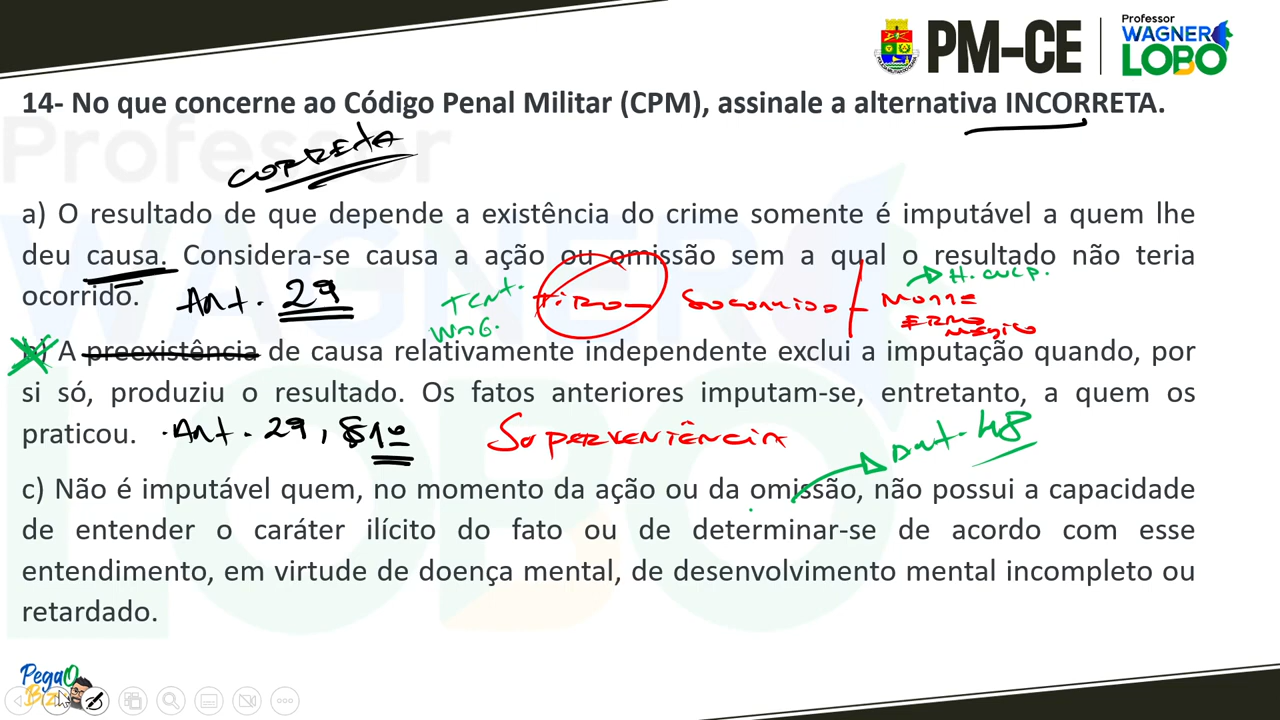 PM-CE
Professor
WAGNER
LOBO
14- No que concerne ao Código Penal Militar (CPM), assinale a alternativa INCORRETA.
CORRETA
a) O resultado de que depende a existência do crime somente é imputável a quem lhe
deu causa. Considera-se causa a ação ou omissão sem a qual o resultado não teria
ocorrido. Art. 29
TENT. TIRO - SOCORRIDO - MORRE H. CULP.
ERRO
MÉDICO
b) A preexistência de causa relativamente independente exclui a imputação quando, por
si só, produziu o resultado. Os fatos anteriores imputam-se, entretanto, a quem os
praticou. Art. 29, §1º SUPERVENIÊNCIA Art. 48
c) Não é imputável quem, no momento da ação ou da omissão, não possui a capacidade
de entender o caráter ilícito do fato ou de determinar-se de acordo com esse
entendimento, em virtude de doença mental, de desenvolvimento mental incompleto ou
retardado.
PegaO